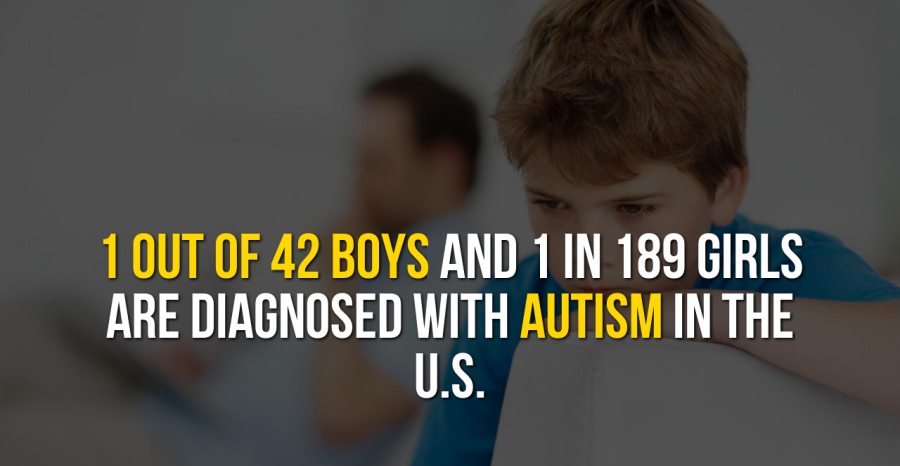 1 OUT OF 42 BOYS AND 1 IN 189 GIRLS
ARE DIAGNOSED WITH AUTISM IN THE
U.S.